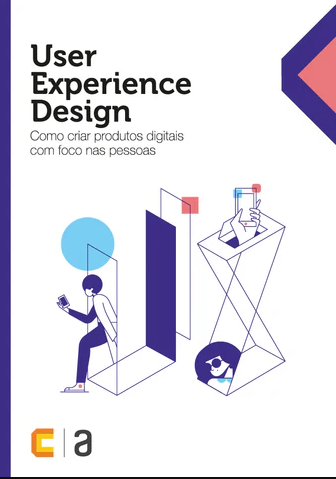 User
Experience
Design
Como criar produtos digitais
com foco nas pessoas
C a